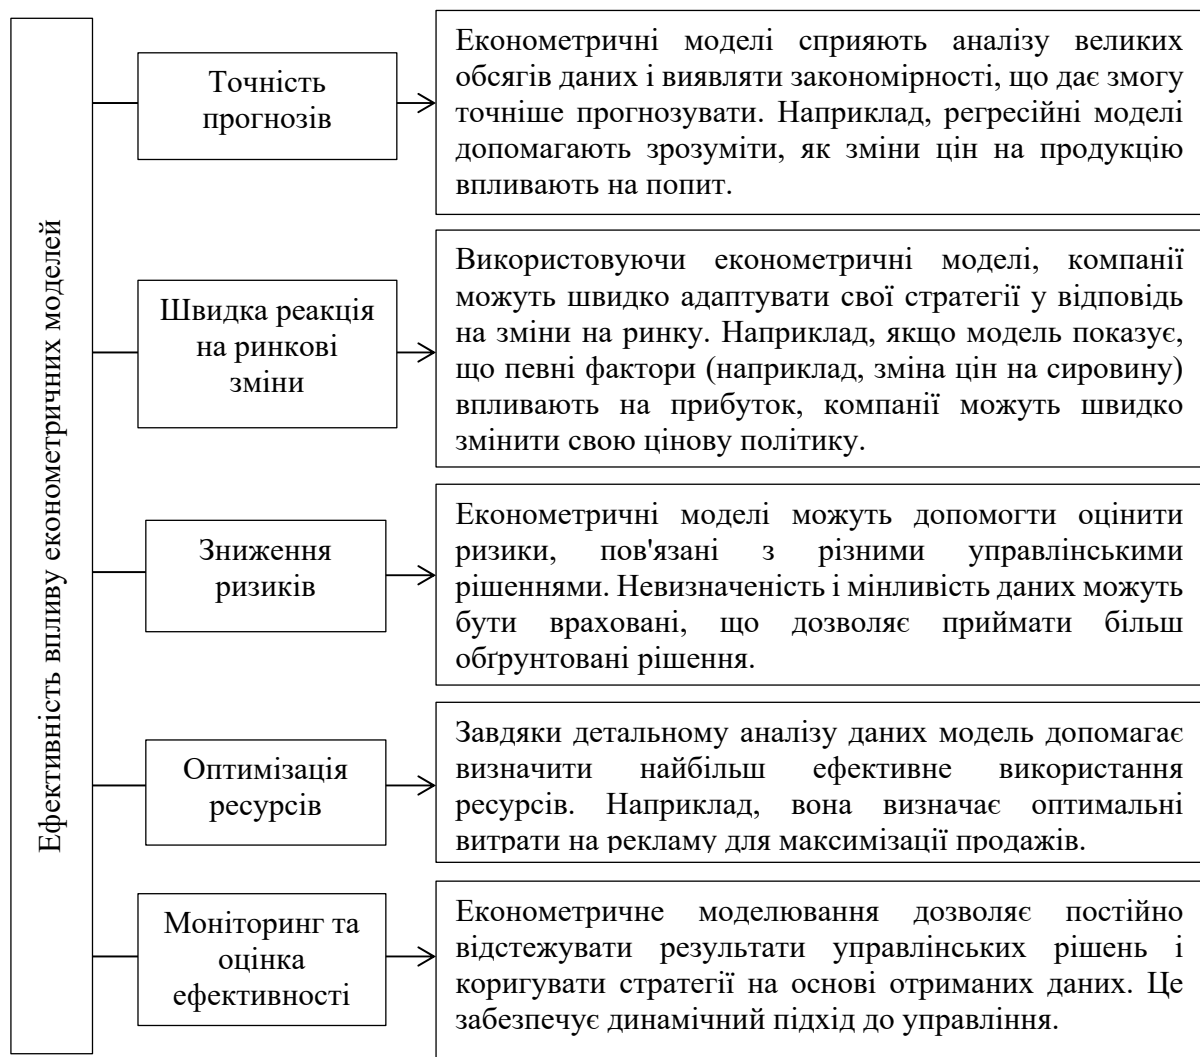 Ефективність впливу економетричних моделей
Точність
прогнозів
Економетричні моделі сприяють аналізу великих
обсягів даних і виявляти закономірності, що дає змогу
точніше прогнозувати. Наприклад, регресійні моделі
допомагають зрозуміти, як зміни цін на продукцію
впливають на попит.
Швидка реакція
на ринкові
зміни
Використовуючи економетричні моделі, компанії
можуть швидко адаптувати свої стратегії у відповідь
на зміни на ринку. Наприклад, якщо модель показує,
що певні фактори (наприклад, зміна цін на сировину)
впливають на прибуток, компанії можуть швидко
змінити свою цінову політику.
Зниження
ризиків
Економетричні моделі можуть допомогти оцінити
ризики, пов'язані з різними управлінськими
рішеннями. Невизначеність і мінливість даних можуть
бути враховані, що дозволяє приймати більш
обґрунтовані рішення.
Оптимізація
ресурсів
Завдяки детальному аналізу даних модель допомагає
визначити найбільш ефективне використання
ресурсів. Наприклад, вона визначає оптимальні
витрати на рекламу для максимізації продажів.
Моніторинг та
оцінка
ефективності
Економетричне моделювання дозволяє постійно
відстежувати результати управлінських рішень і
коригувати стратегії на основі отриманих даних. Це
забезпечує динамічний підхід до управління.